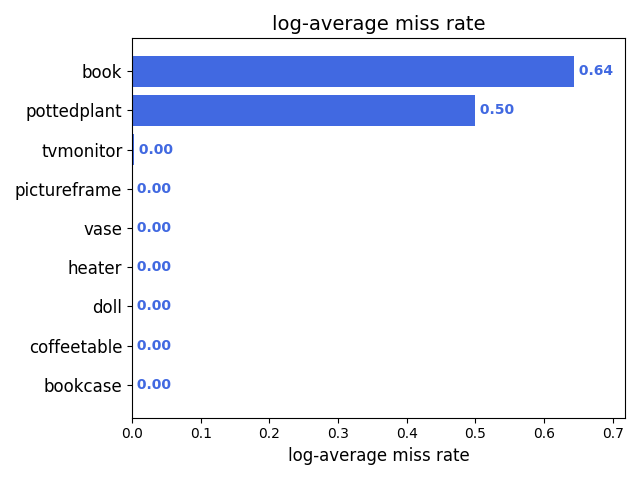 log-average miss rate
book 0.64
pottedplant 0.50
tvmonitor 0.00
pictureframe 0.00
vase 0.00
heater 0.00
doll 0.00
coffeetable 0.00
bookcase 0.00
0.0 0.1 0.2 0.3 0.4 0.5 0.6 0.7
log-average miss rate